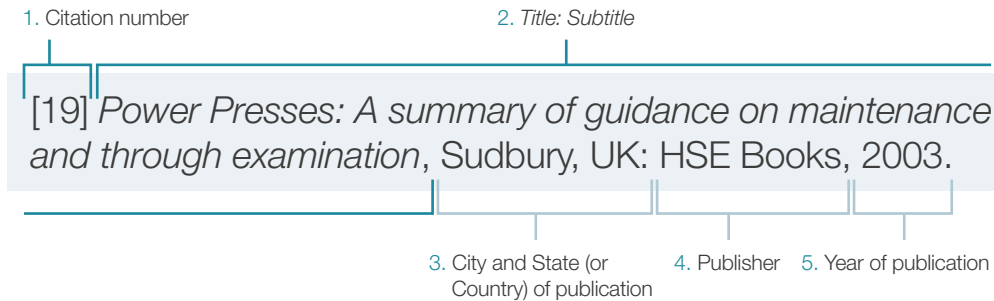 1. Citation number
2. Title: Subtitle
[19] Power Presses: A summary of guidance on maintenance
and through examination, Sudbury, UK: HSE Books, 2003.
3. City and State (or
Country) of publication
4. Publisher
5. Year of publication